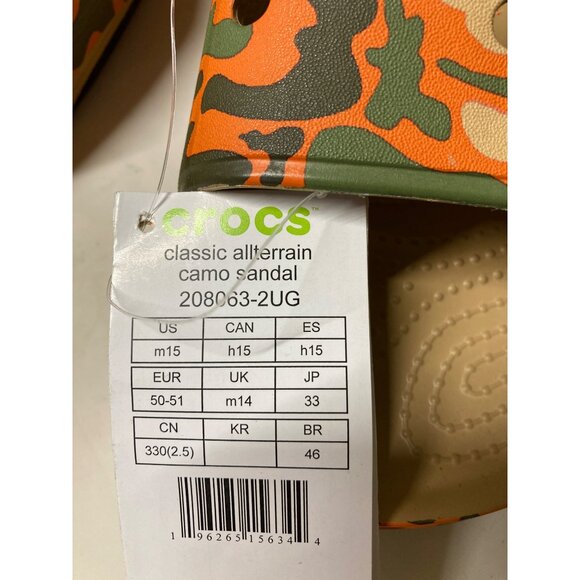 crocs™
classic allterrain
camo sandal
208063-2UG
US CAN ES
m15 h15 h15
EUR UK JP
50-51 m14 33
CN KR BR
330(2.5) 46
1 96265 15634 4